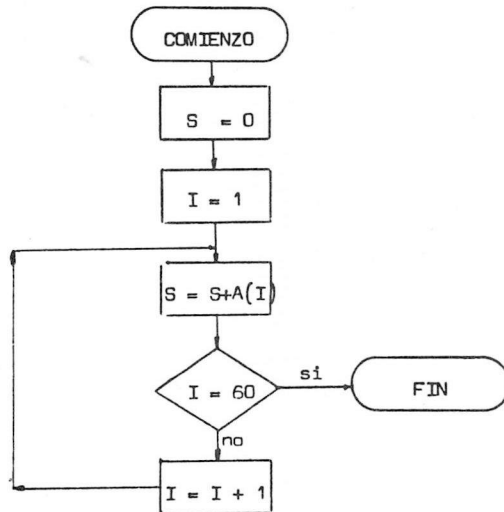 COMIENZO
S = 0
I = 1
S = S+A(I)
I = 60
si
FIN
no
I = I + 1